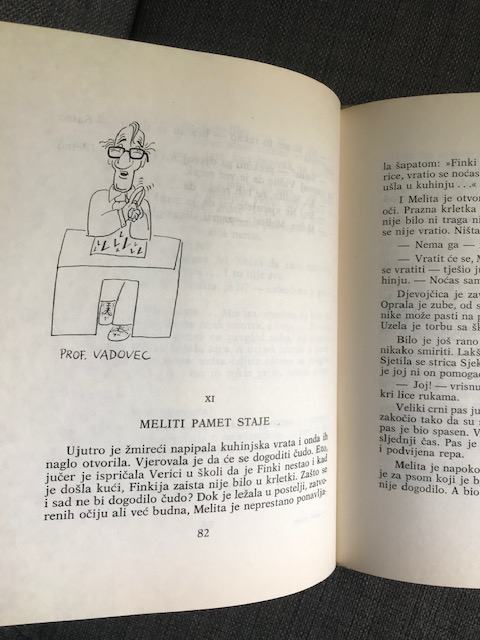 PROF. VADOVEC
XI
MELITI PAMET STAJE
Ujutro je žmireći napipala kuhinjska vrata i onda ih
naglo otvorila. Vjerovala je da će se dogoditi čudo. Eto,
jučer je ispričala Verici u školi da je Finki nestao i kad
je došla kući, Finkija zaista nije bilo u krletki. Zašto se
i sad ne bi dogodilo čudo? Dok je ležala u postelji, zatvo-
renih očiju ali već budna, Melita je neprestano ponavlja-
82
la šapatom: »Finki
rice, vratio se noćas
ušla u kuhinju . . .«
I Melita je otvor
oči. Prazna krletka
nije bilo ni traga ni
se nije vratio. Ništa
— Nema ga —
— Vratit će se, M
se vratiti — tješio ju
hinju. — Noćas sam
Djevojčica je zav
Oprala je zube, od s
nike može pasti na p
Uzela je torbu sa šk
Bilo je još rano
nikako smiriti. Lakš
Sjetila se strica Sjek
je joj ni on pomogao
— Joj! — vrisnu
kri lice rukama.
Veliki crni pas ju
zakočio tako da su s
pas je bio spasen. V
sljednji čas. Pas je
i podvijena repa.
Melita je napoko
je za psom koji je b
nije dogodilo. A bio